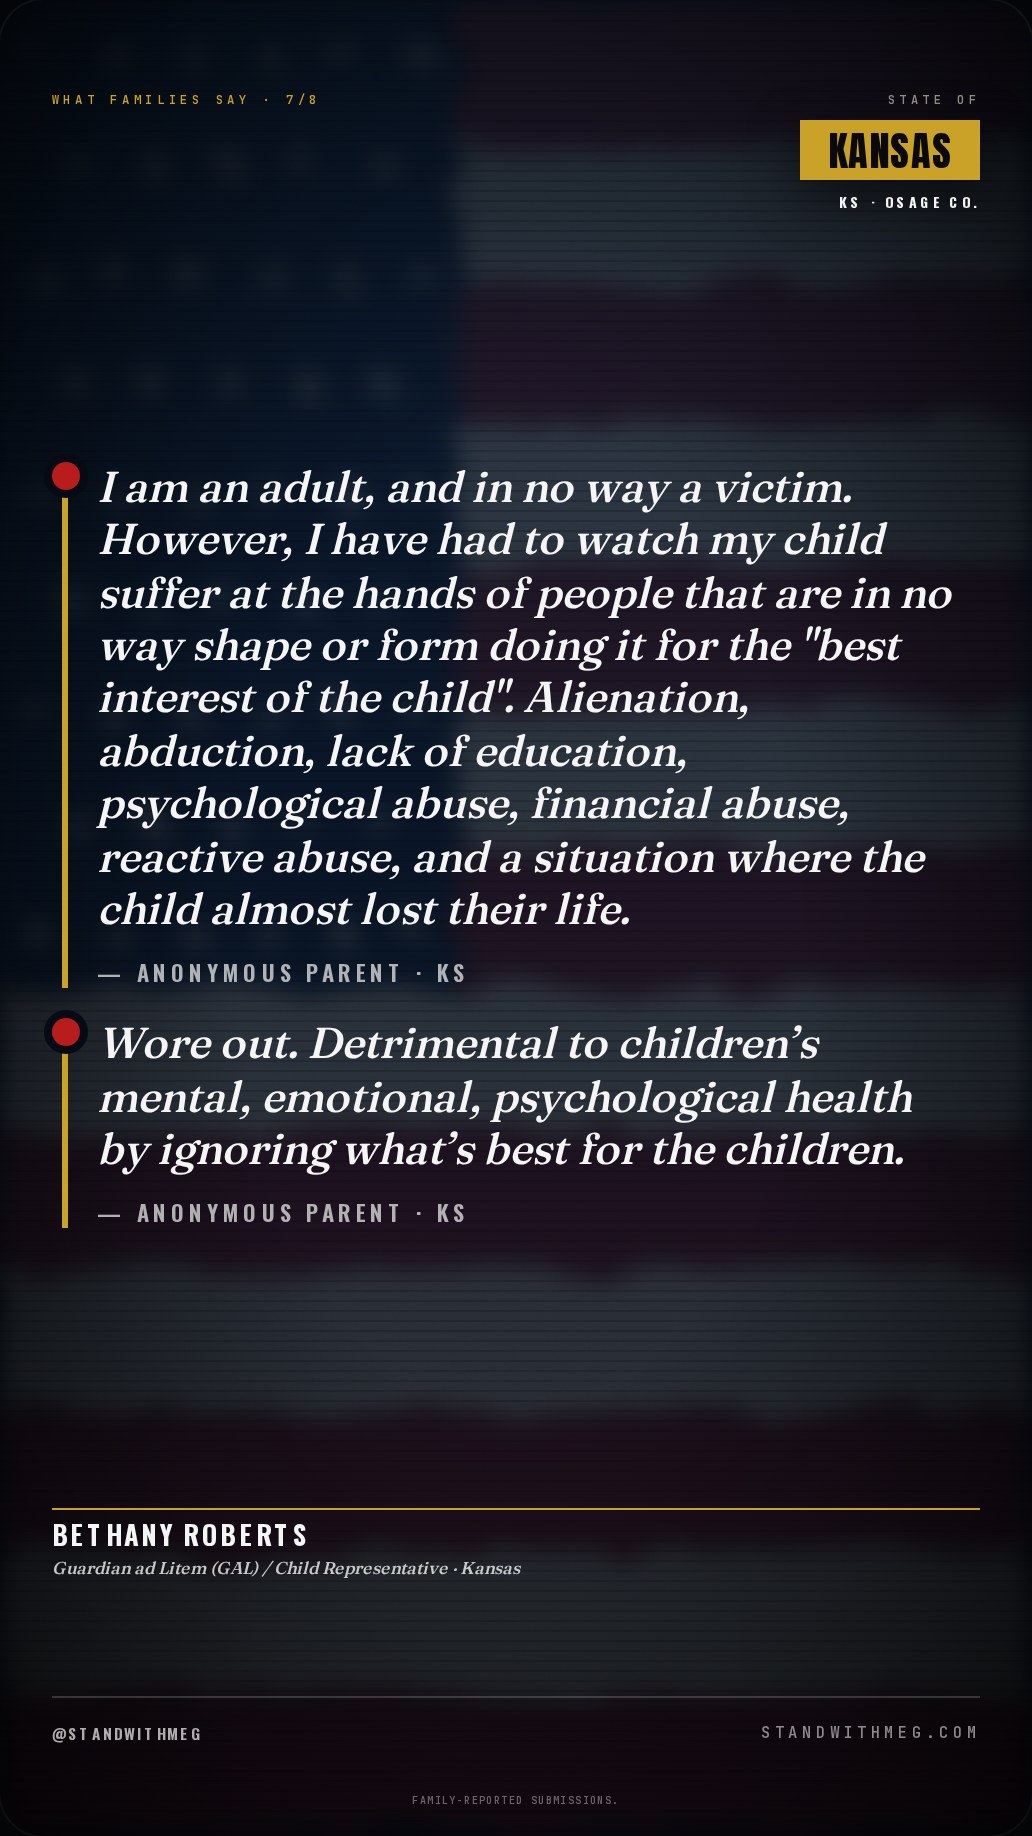 WHAT FAMILIES SAY · 7/8
STATE OF
KANSAS
KS · OSAGE CO.
I am an adult, and in no way a victim.
However, I have had to watch my child
suffer at the hands of people that are in no
way shape or form doing it for the "best
interest of the child". Alienation,
abduction, lack of education,
psychological abuse, financial abuse,
reactive abuse, and a situation where the
child almost lost their life.
— ANONYMOUS PARENT · KS
Wore out. Detrimental to children’s
mental, emotional, psychological health
by ignoring what’s best for the children.
— ANONYMOUS PARENT · KS
BETHANY ROBERTS
Guardian ad Litem (GAL) / Child Representative · Kansas
@STANDWITHMEG
STANDWITHMEG.COM
FAMILY-REPORTED SUBMISSIONS.